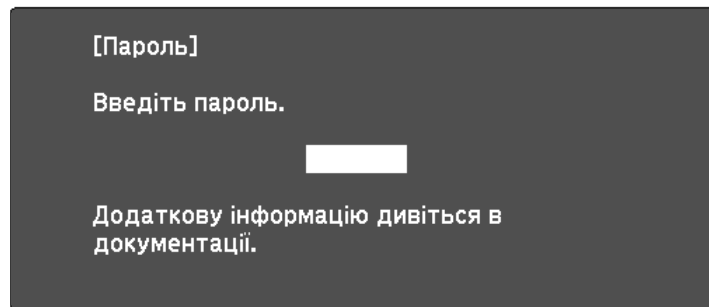 [Пароль]
Введіть пароль.
Додаткову інформацію дивіться в
документації.